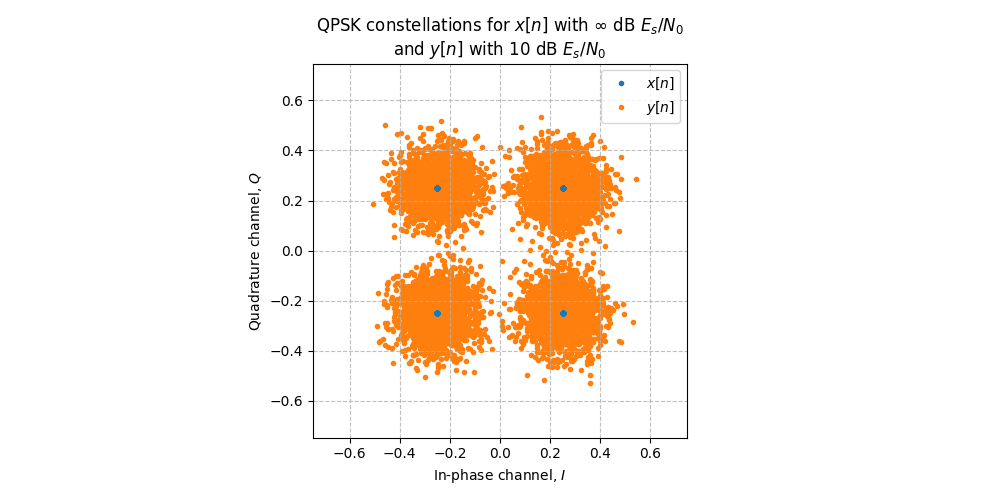 QPSK constellations for x[n] with ∞ dB Eₛ/N₀
and y[n] with 10 dB Eₛ/N₀
x[n]
y[n]
0.6
0.4
0.2
0.0
−0.2
−0.4
−0.6
Quadrature channel, Q
−0.6 −0.4 −0.2 0.0 0.2 0.4 0.6
In-phase channel, I